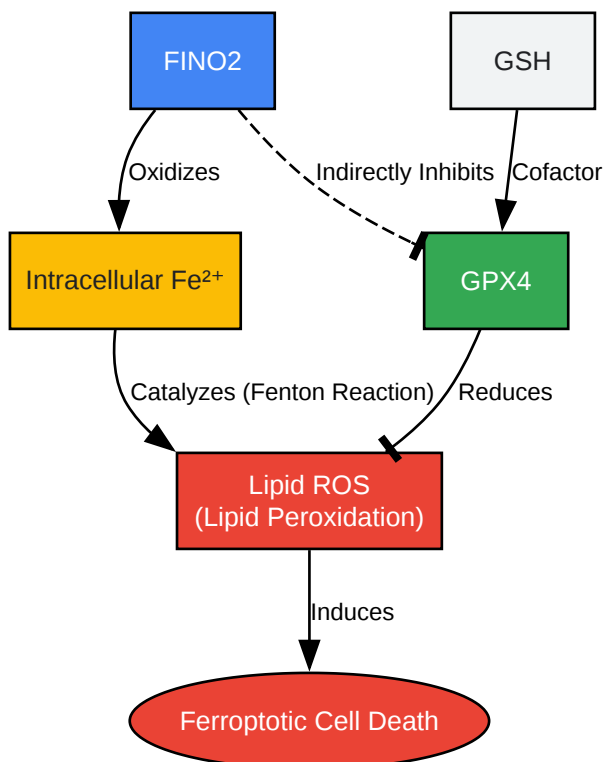 FINO2
GSH
Oxidizes
Indirectly Inhibits
Cofactor
Intracellular Fe²⁺
GPX4
Catalyzes (Fenton Reaction)
Reduces
Lipid ROS
(Lipid Peroxidation)
Induces
Ferroptotic Cell Death